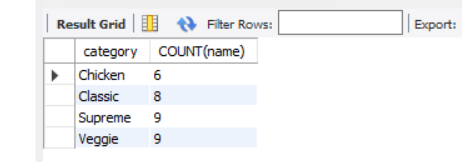 Result Grid Filter Rows: Export:
category COUNT(name)
Chicken 6
Classic 8
Supreme 9
Veggie 9